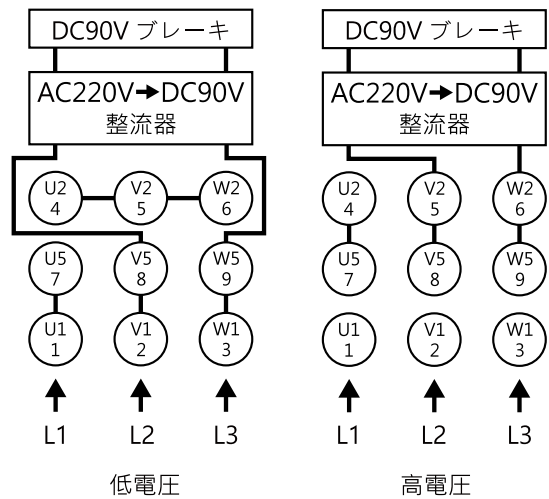 DC90V ブレーキ
AC220V→DC90V
整流器
U2 4
V2 5
W2 6
U5 7
V5 8
W5 9
U1 1
V1 2
W1 3
L1 L2 L3
低電圧
DC90V ブレーキ
AC220V→DC90V
整流器
U2 4
V2 5
W2 6
U5 7
V5 8
W5 9
U1 1
V1 2
W1 3
L1 L2 L3
高電圧